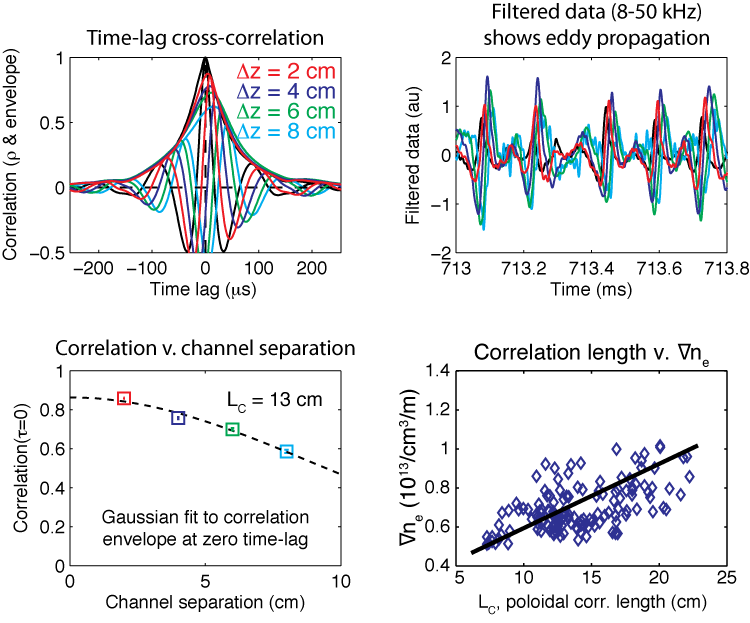 Time-lag cross-correlation
Correlation (ρ & envelope)
1
0.5
0
−0.5
Δz = 2 cm
Δz = 4 cm
Δz = 6 cm
Δz = 8 cm
−200 −100 0 100 200
Time lag (μs)
Filtered data (8-50 kHz)
shows eddy propagation
Filtered data (au)
2
1
0
−1
−2
713 713.2 713.4 713.6 713.8
Time (ms)
Correlation v. channel separation
Correlation(τ=0)
1
0.8
0.6
0.4
0.2
0
L_C = 13 cm
Gaussian fit to correlation
envelope at zero time-lag
0 5 10
Channel separation (cm)
Correlation length v. ∇n_e
∇n_e (10^13/cm^3/m)
1.4
1.2
1
0.8
0.6
0.4
5 10 15 20 25
L_C, poloidal corr. length (cm)